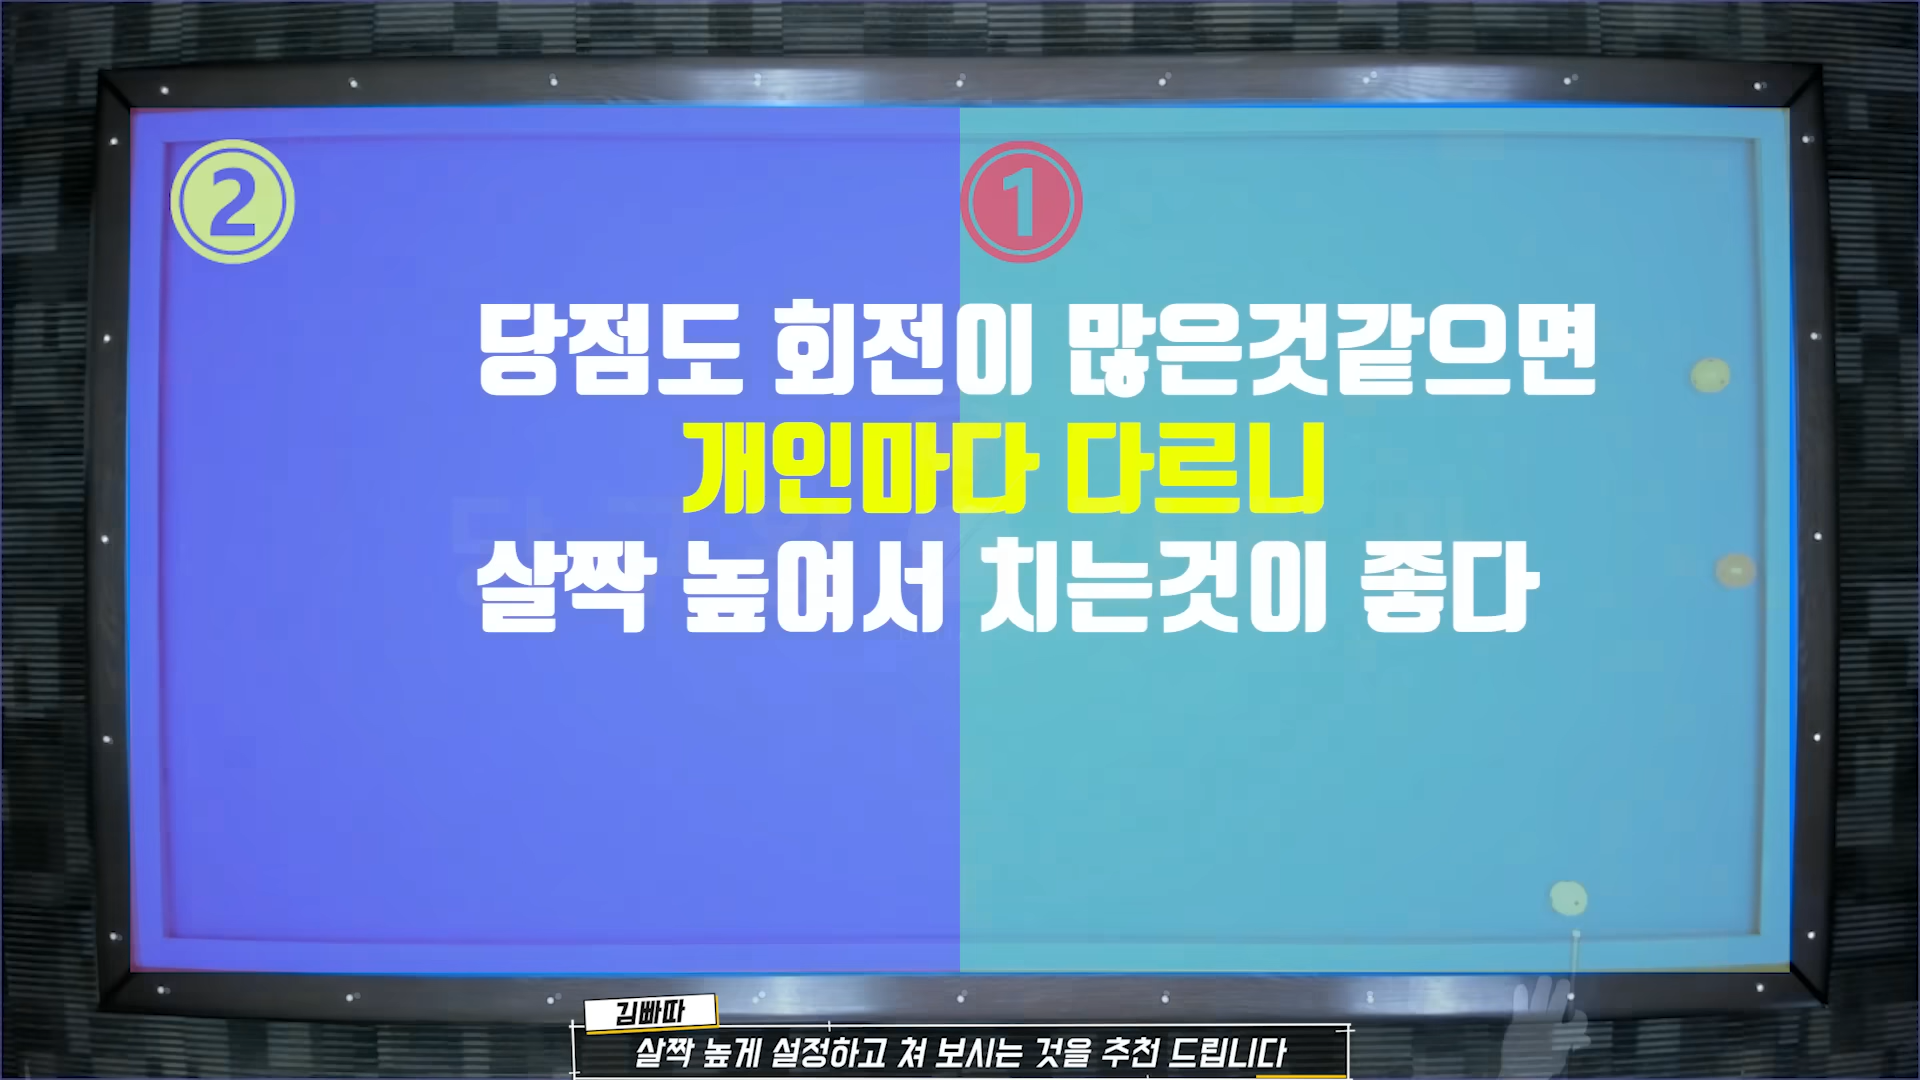 2
1
당점도 회전이 많은것같으면
개인마다 다르니
살짝 높여서 치는것이 좋다
김빠따
살짝 높게 설정하고 쳐 보시는 것을 추천 드립니다